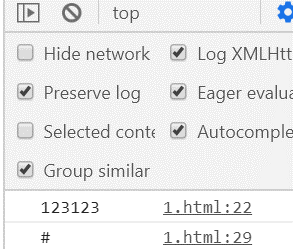 top
Hide network Log XMLHtt
Preserve log Eager evalua
Selected conte Autocomple
Group similar
123123 1.html:22
# 1.html:29